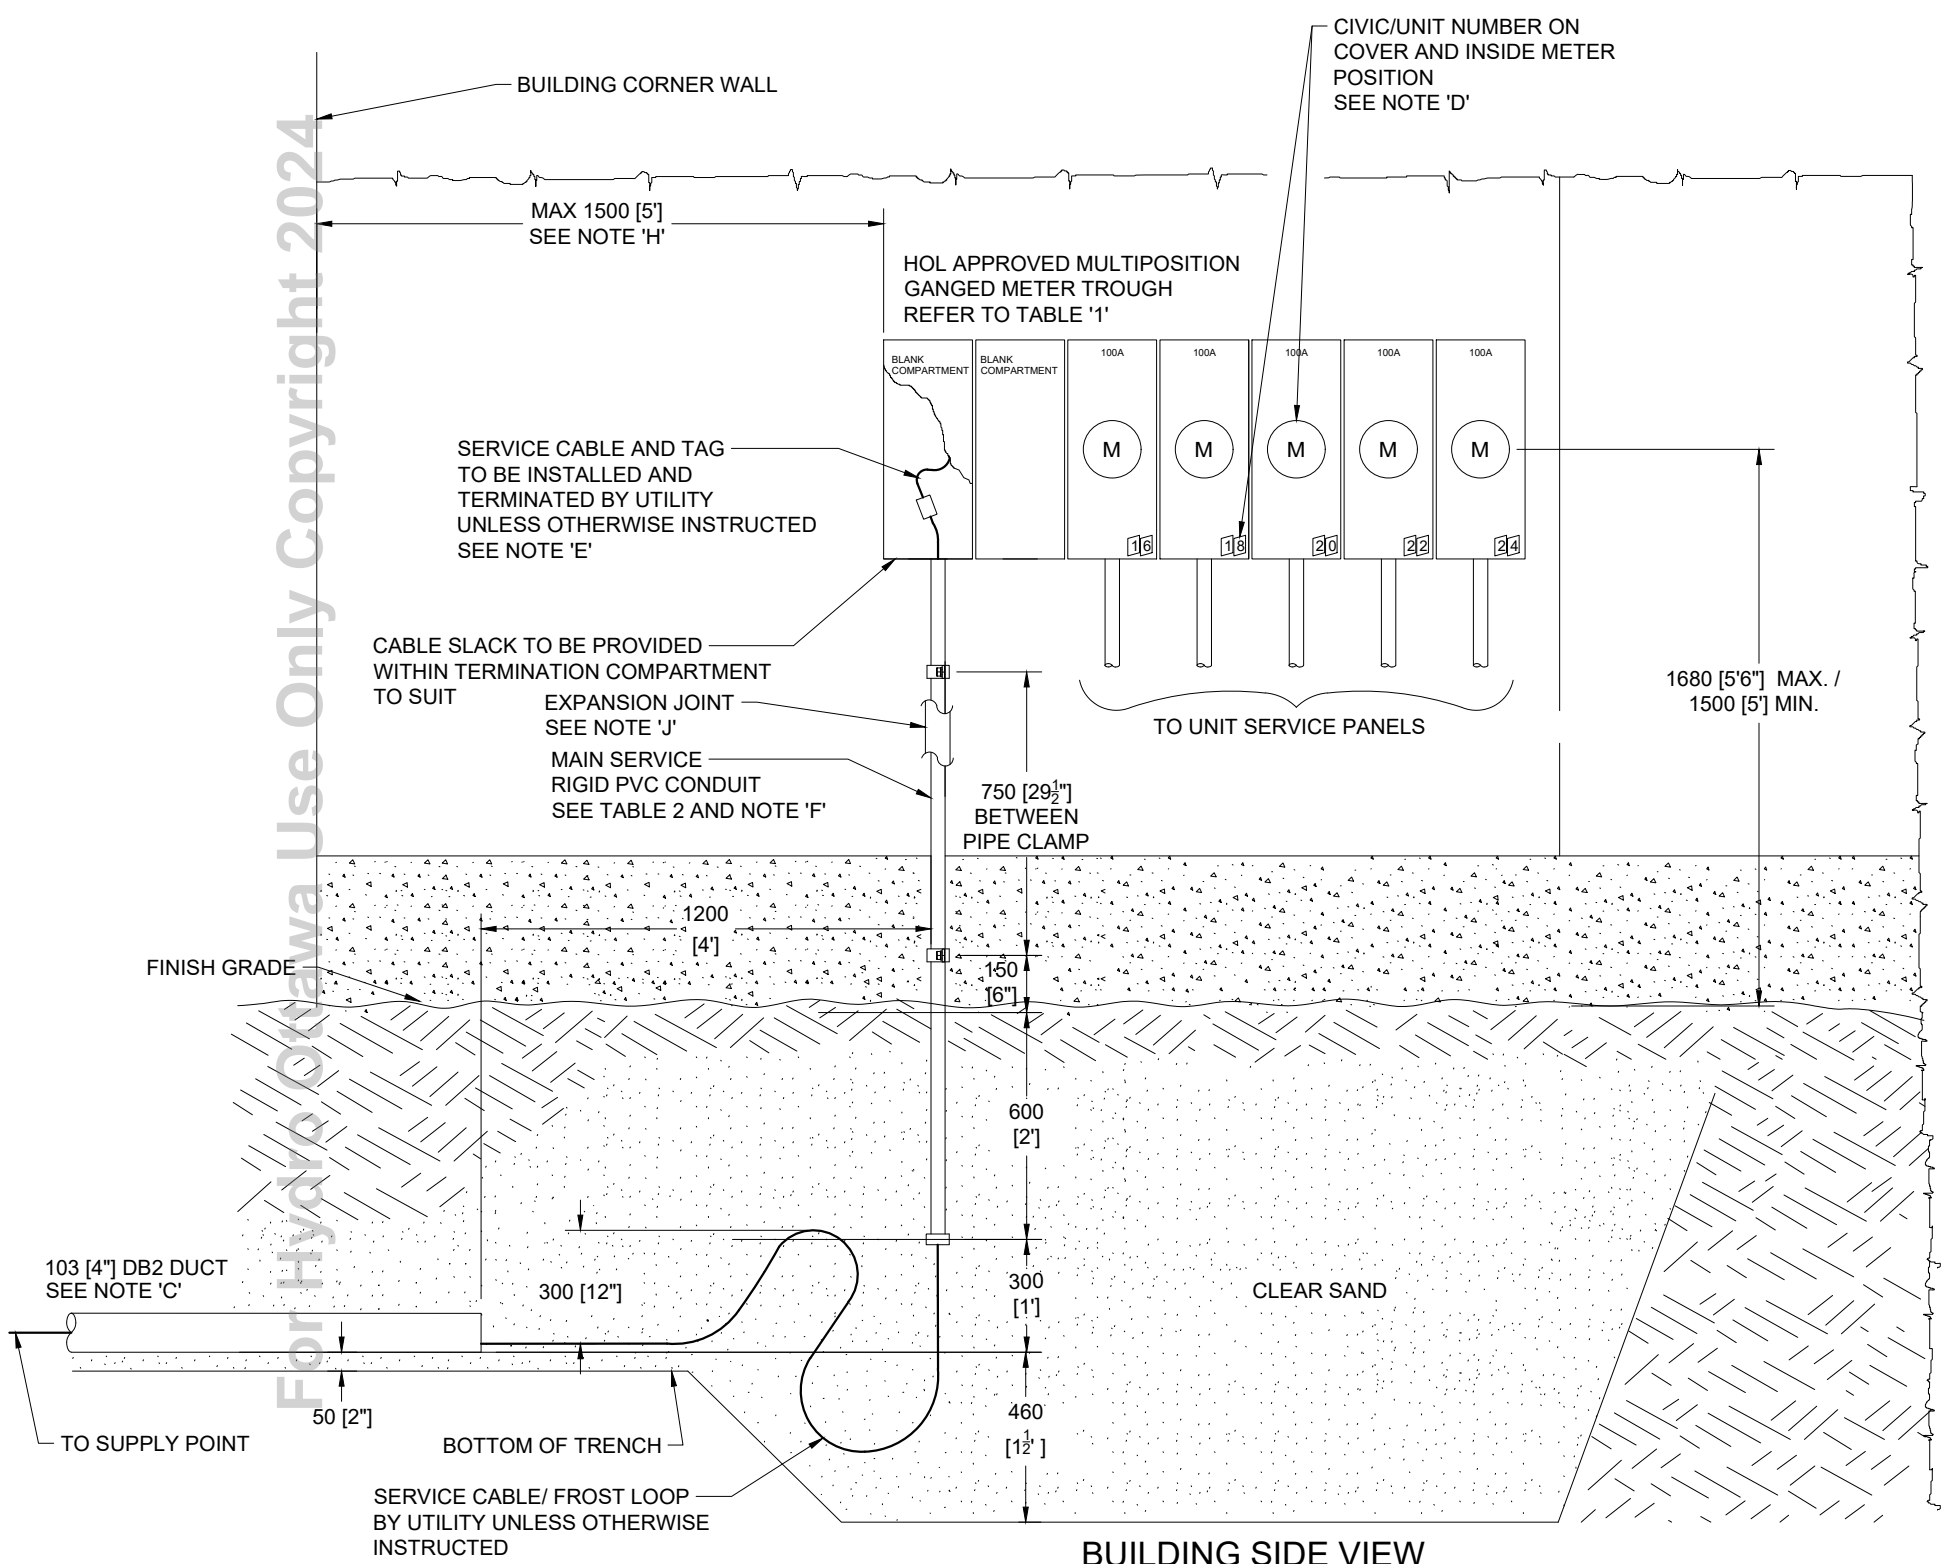 CIVIC/UNIT NUMBER ON
COVER AND INSIDE METER
POSITION
SEE NOTE 'D'
BUILDING CORNER WALL
For Hydro Ottawa Use Only Copyright 2024
MAX 1500 [5']
SEE NOTE 'H'
HOL APPROVED MULTIPOSITION
GANGED METER TROUGH
REFER TO TABLE '1'
BLANK
COMPARTMENT
BLANK
COMPARTMENT
100A
100A
100A
100A
100A
M
M
M
M
M
16
18
20
22
24
SERVICE CABLE AND TAG
TO BE INSTALLED AND
TERMINATED BY UTILITY
UNLESS OTHERWISE INSTRUCTED
SEE NOTE 'E'
CABLE SLACK TO BE PROVIDED
WITHIN TERMINATION COMPARTMENT
TO SUIT
EXPANSION JOINT
SEE NOTE 'J'
MAIN SERVICE
RIGID PVC CONDUIT
SEE TABLE 2 AND NOTE 'F'
TO UNIT SERVICE PANELS
1680 [5'6"] MAX. /
1500 [5'] MIN.
750 [29½"]
BETWEEN
PIPE CLAMP
1200
[4']
FINISH GRADE
150
[6"]
600
[2']
103 [4"] DB2 DUCT
SEE NOTE 'C'
300 [12"]
300
[1']
CLEAR SAND
50 [2"]
460
[1½' ]
TO SUPPLY POINT
BOTTOM OF TRENCH
SERVICE CABLE/ FROST LOOP
BY UTILITY UNLESS OTHERWISE
INSTRUCTED
BUILDING SIDE VIEW